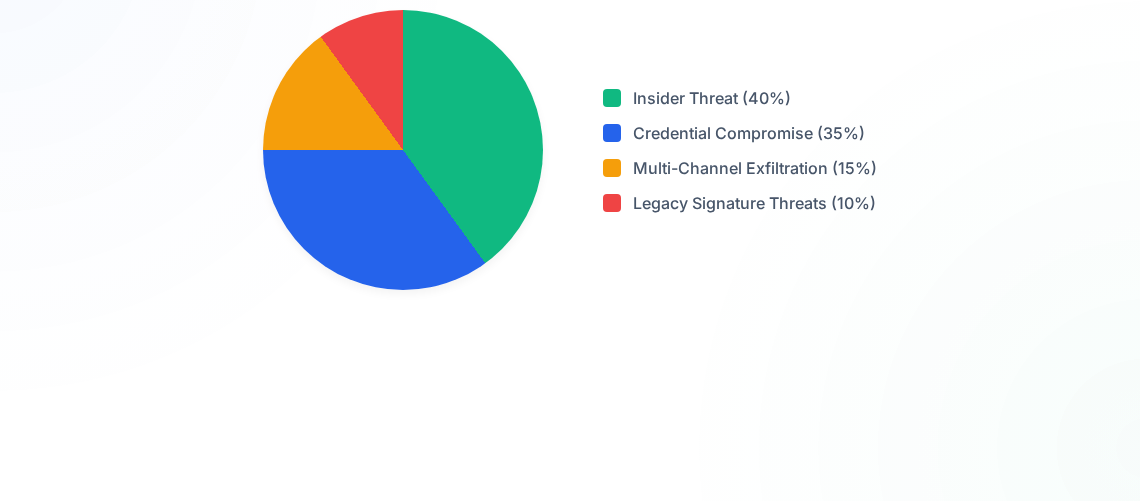 Insider Threat (40%)
Credential Compromise (35%)
Multi-Channel Exfiltration (15%)
Legacy Signature Threats (10%)